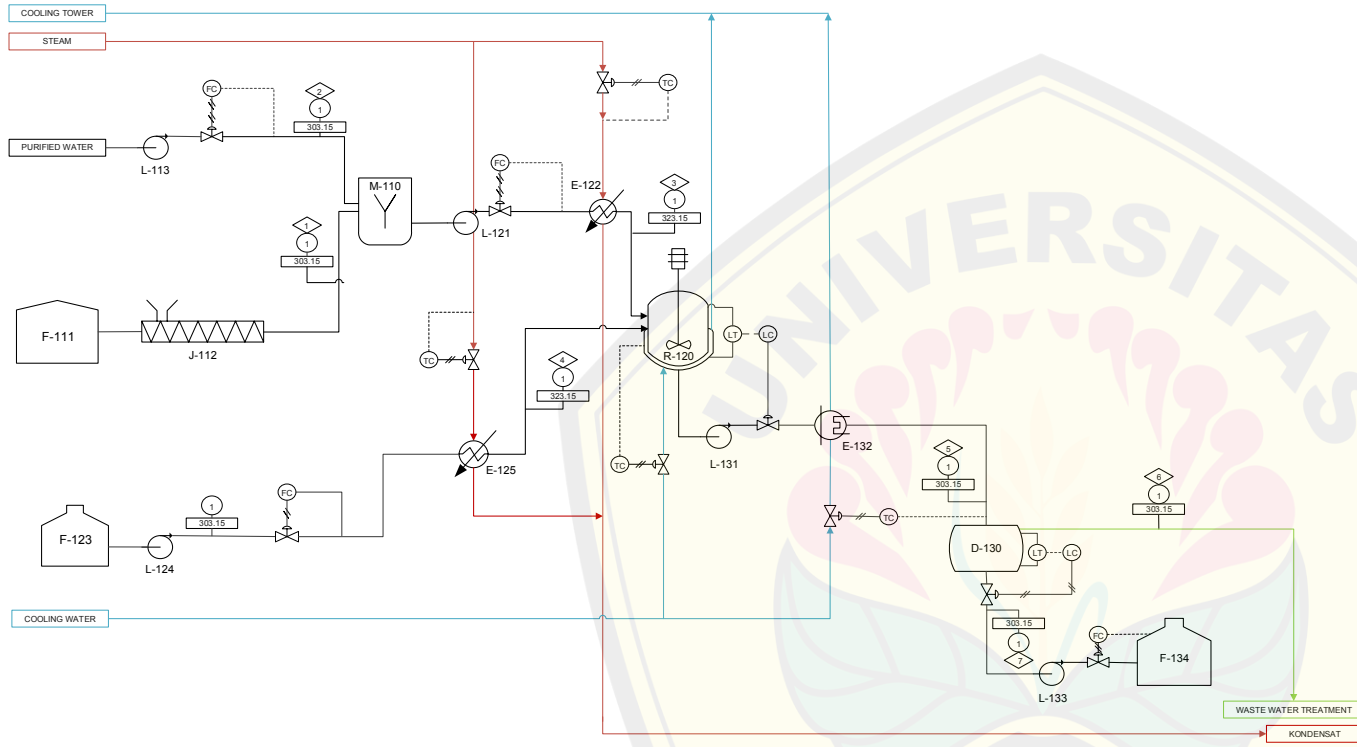 COOLING TOWER
STEAM
TC
FC
2
1
303.15
PURIFIED WATER
L-113
M-110
FC
E-122
3
1
323.15
L-121
1
1
303.15
UNIVERSITAS
F-111
J-112
TC
R-120
LT
LC
4
1
323.15
L-131
E-132
E-125
TC
5
1
303.15
6
1
303.15
FC
1
303.15
TC
F-123
L-124
D-130
LT
LC
COOLING WATER
303.15
1
7
FC
F-134
L-133
WASTE WATER TREATMENT
KONDENSAT